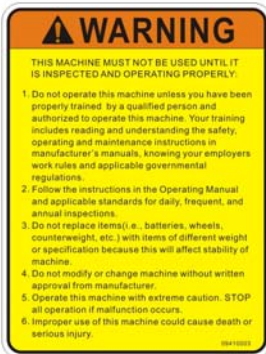 WARNING
THIS MACHINE MUST NOT BE USED UNTIL IT
IS INSPECTED AND OPERATING PROPERLY:
1. Do not operate this machine unless you have been
properly trained by a qualified person and
authorized to operate this machine. Your training
includes reading and understanding the safety,
operating and maintenance instructions in
manufacturer's manuals, knowing your employers
work rules and applicable governmental
regulations.
2. Follow the instructions in the Operating Manual
and applicable standards for daily, frequent, and
annual inspections.
3. Do not replace items(i.e., batteries, wheels,
counterweight, etc.) with items of different weight
or specification because this will affect stability of
machine.
4. Do not modify or change machine without written
approval from manufacturer.
5. Operate this machine with extreme caution. STOP
all operation if malfunction occurs.
6. Improper use of this machine could cause death or
serious injury.
09410003